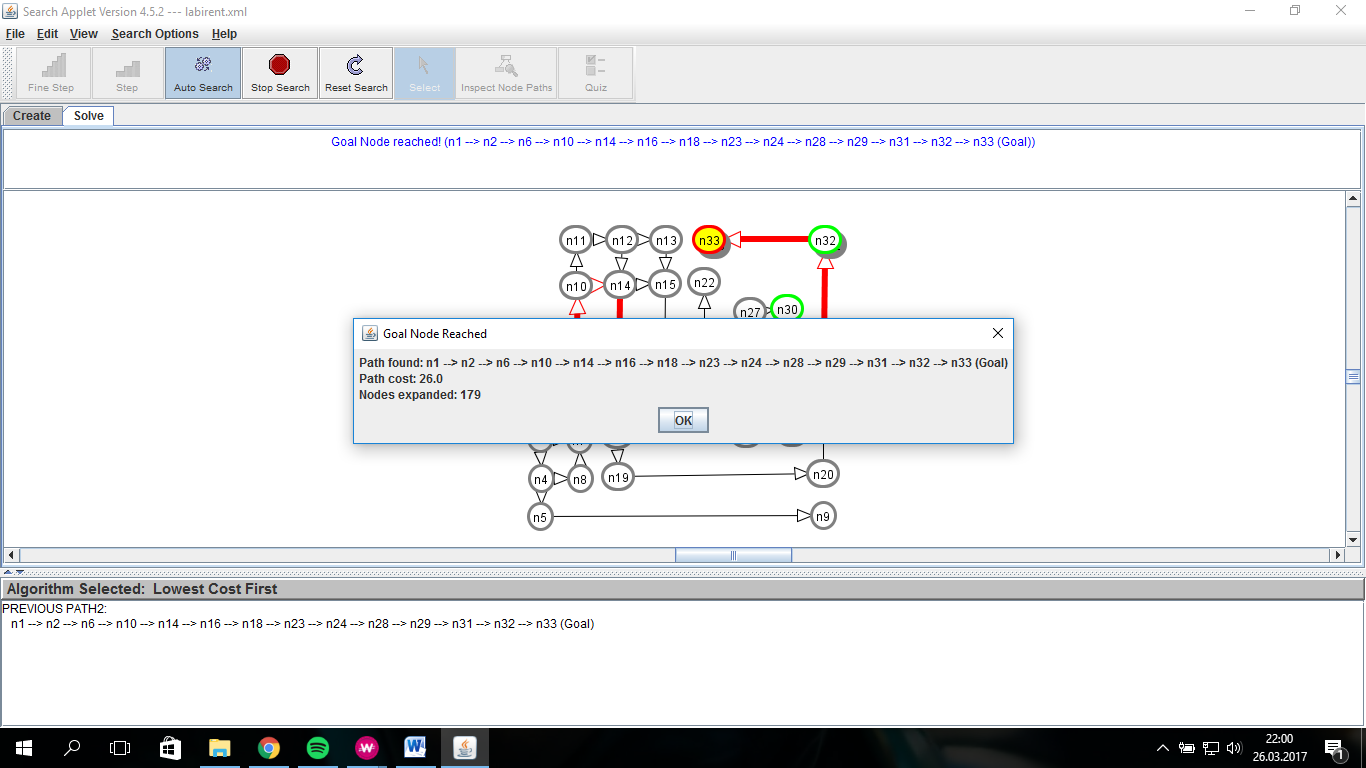 Search Applet Version 4.5.2 --- labirent.xml
File Edit View Search Options Help
Fine Step Step Auto Search Stop Search Reset Search Select Inspect Node Paths Quiz
Create Solve
Goal Node reached! (n1 --> n2 --> n6 --> n10 --> n14 --> n16 --> n18 --> n23 --> n24 --> n28 --> n29 --> n31 --> n32 --> n33 (Goal))
n11 n12 n13 n33 n32
n10 n14 n15 n22
n27 n30
Goal Node Reached
Path found: n1 --> n2 --> n6 --> n10 --> n14 --> n16 --> n18 --> n23 --> n24 --> n28 --> n29 --> n31 --> n32 --> n33 (Goal)
Path cost: 26.0
Nodes expanded: 179
OK
n4 n8 n19 n20
n5 n9
Algorithm Selected: Lowest Cost First
PREVIOUS PATH2:
n1 --> n2 --> n6 --> n10 --> n14 --> n16 --> n18 --> n23 --> n24 --> n28 --> n29 --> n31 --> n32 --> n33 (Goal)
22:00
26.03.2017
1